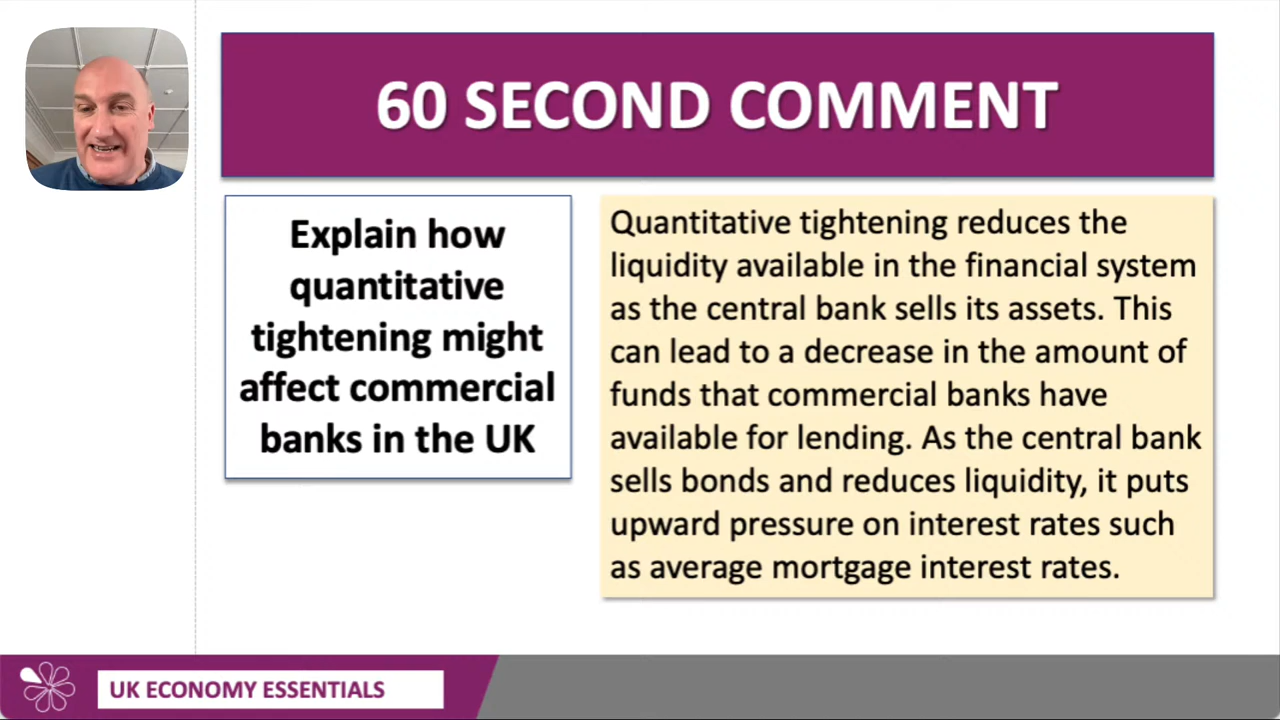 60 SECOND COMMENT
Explain how
quantitative
tightening might
affect commercial
banks in the UK
Quantitative tightening reduces the
liquidity available in the financial system
as the central bank sells its assets. This
can lead to a decrease in the amount of
funds that commercial banks have
available for lending. As the central bank
sells bonds and reduces liquidity, it puts
upward pressure on interest rates such
as average mortgage interest rates.
UK ECONOMY ESSENTIALS